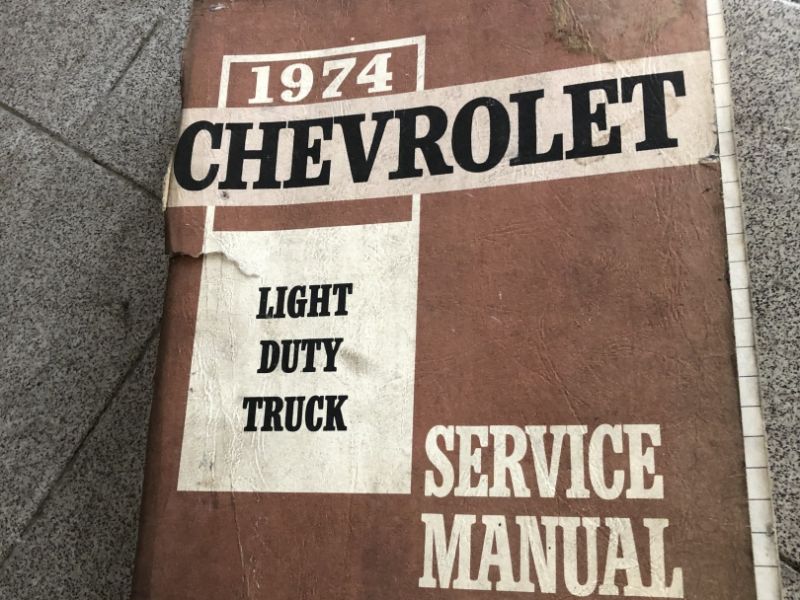 1974
CHEVROLET
LIGHT
DUTY
TRUCK
SERVICE
MANUAL